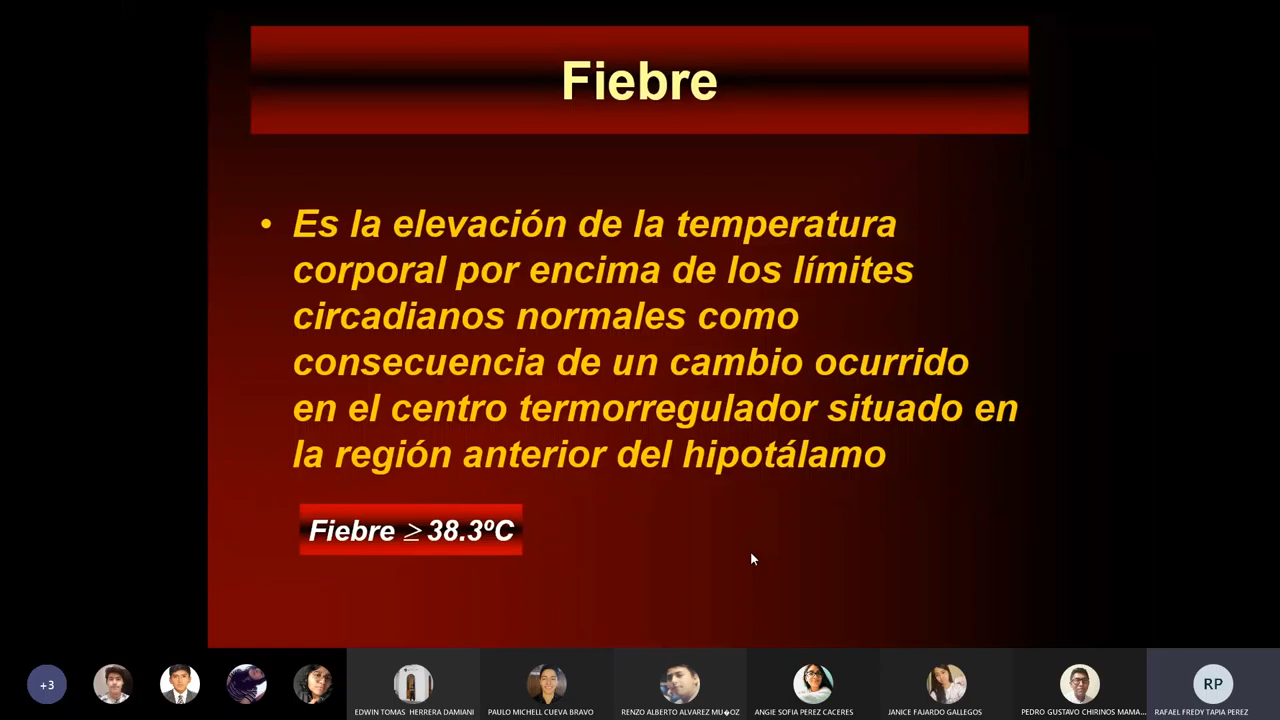 Fiebre
• Es la elevación de la temperatura
corporal por encima de los límites
circadianos normales como
consecuencia de un cambio ocurrido
en el centro termorregulador situado en
la región anterior del hipotálamo
Fiebre ≥ 38.3ºC
+3
RP
EDWIN TOMAS HERRERA DAMIANI
PAULO MICHELL CUEVA BRAVO
RENZO ALBERTO ALVAREZ MU�OZ
ANGIE SOFIA PEREZ CACERES
JANICE FAJARDO GALLEGOS
PEDRO GUSTAVO CHIRINOS MAMA...
RAFAEL FREDY TAPIA PEREZ